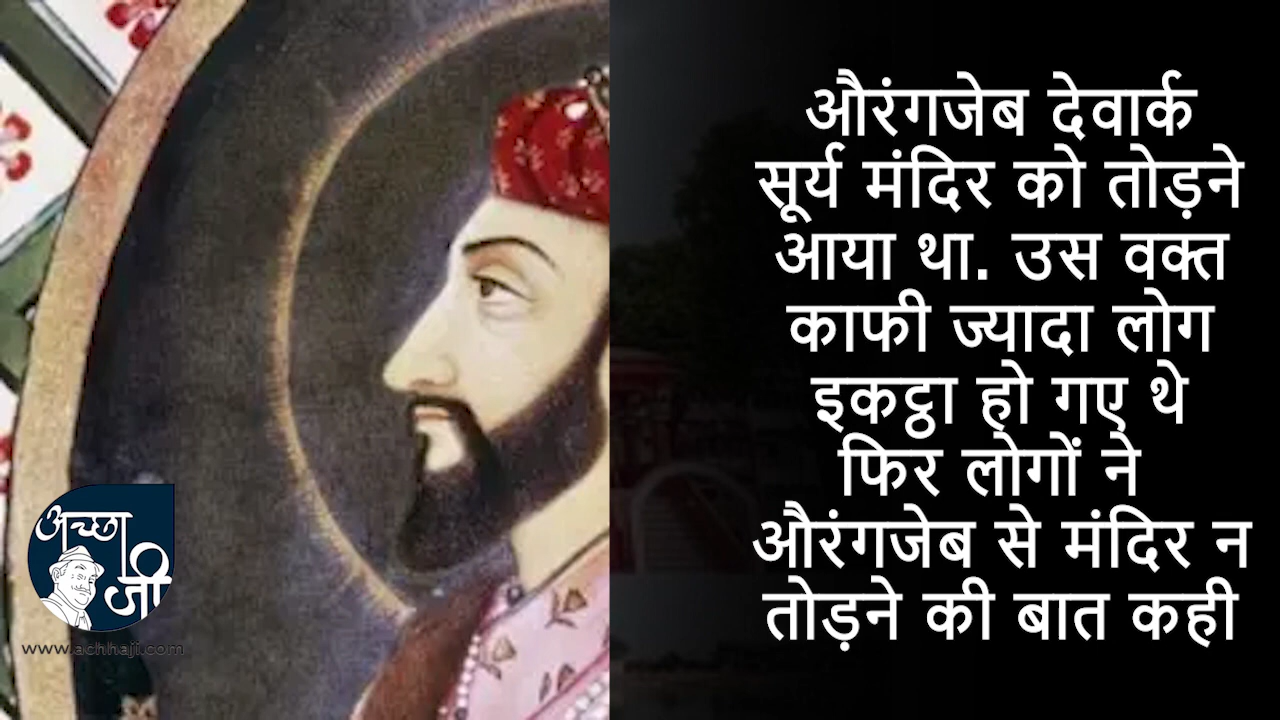 औरंगजेब देवार्क
सूर्य मंदिर को तोड़ने
आया था. उस वक्त
काफी ज्यादा लोग
इकट्ठा हो गए थे
फिर लोगों ने
औरंगजेब से मंदिर न
तोड़ने की बात कही
अच्छा
जी
www.achhaji.com